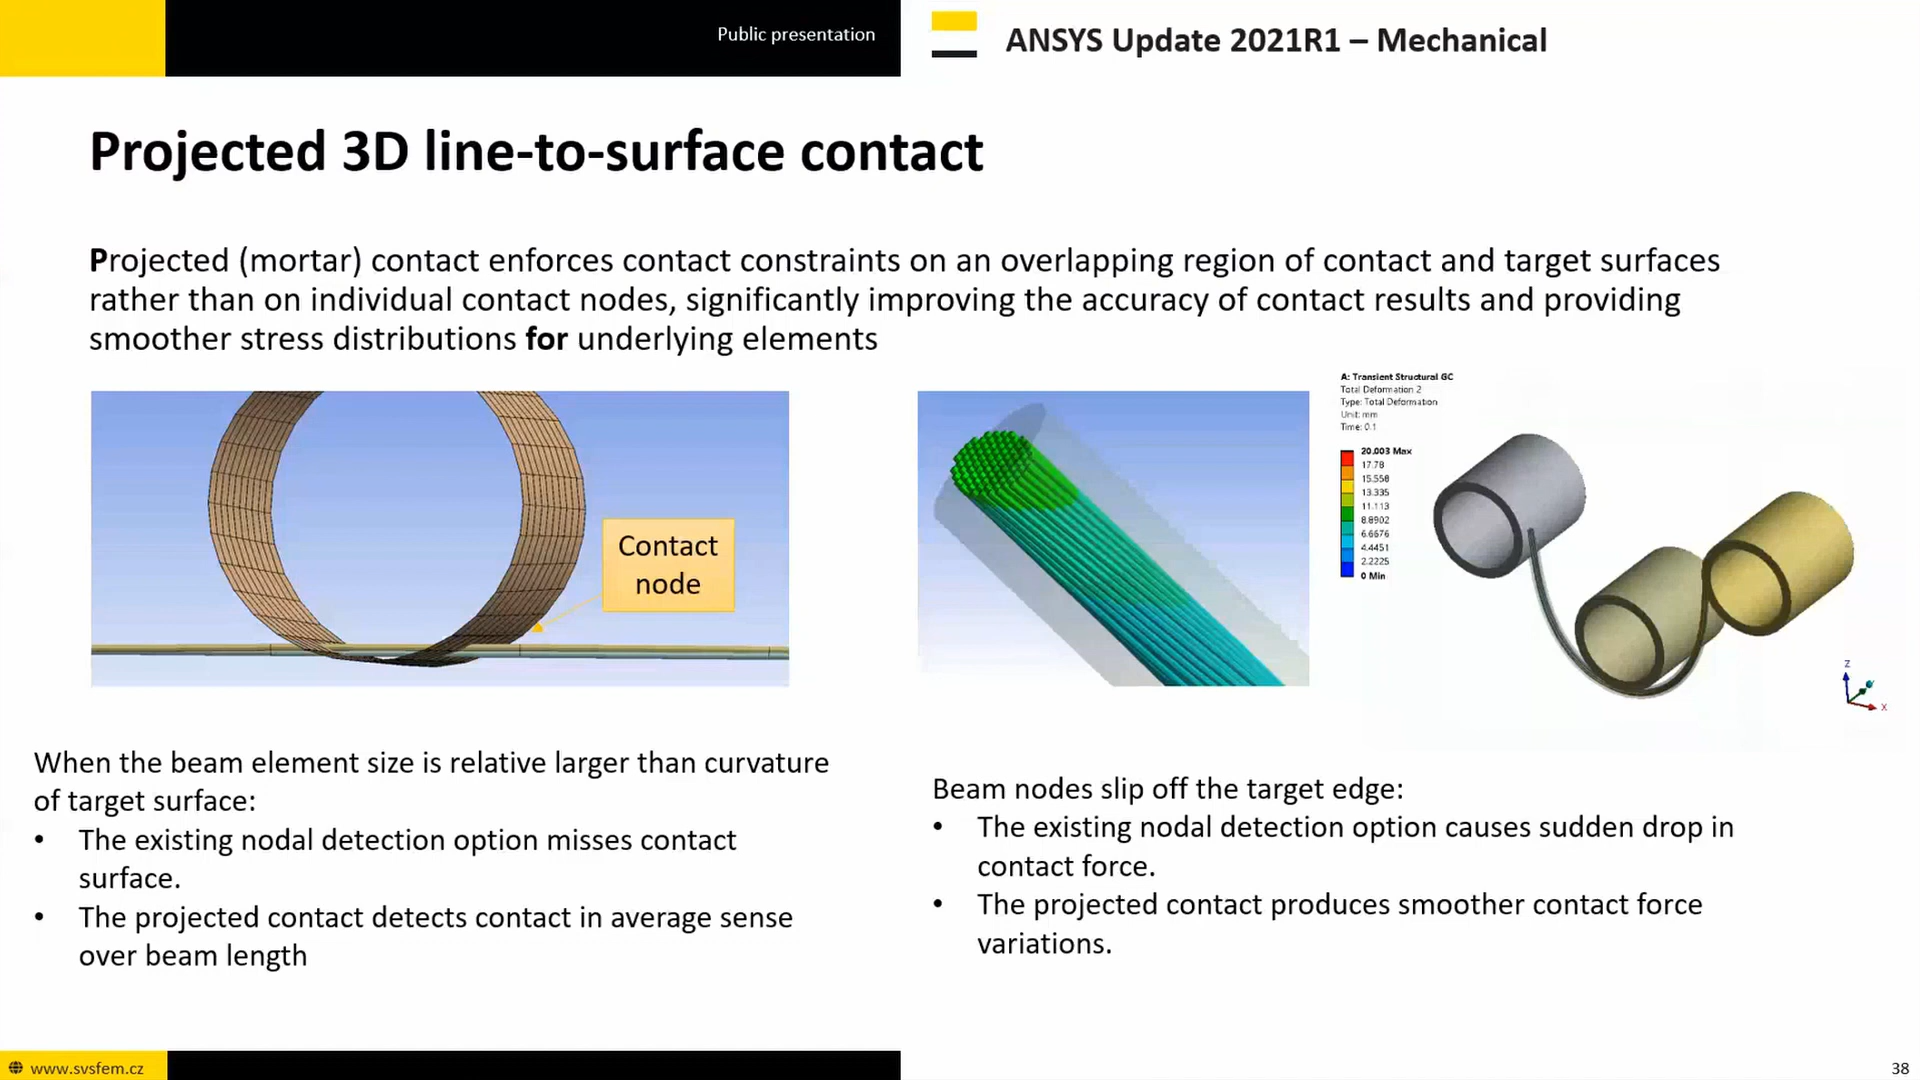 Public presentation
ANSYS Update 2021R1 – Mechanical
Projected 3D line-to-surface contact
Projected (mortar) contact enforces contact constraints on an overlapping region of contact and target surfaces
rather than on individual contact nodes, significantly improving the accuracy of contact results and providing
smoother stress distributions for underlying elements
Contact
node
A: Transient Structural GC
Total Deformation 2
Type: Total Deformation
Unit: mm
Time: 0.1
20.003 Max
17.78
15.558
13.335
11.113
8.8902
6.6676
4.4451
2.2225
0 Min
Z
X
When the beam element size is relative larger than curvature
of target surface:
• The existing nodal detection option misses contact
surface.
• The projected contact detects contact in average sense
over beam length
Beam nodes slip off the target edge:
• The existing nodal detection option causes sudden drop in
contact force.
• The projected contact produces smoother contact force
variations.
www.svsfem.cz
38